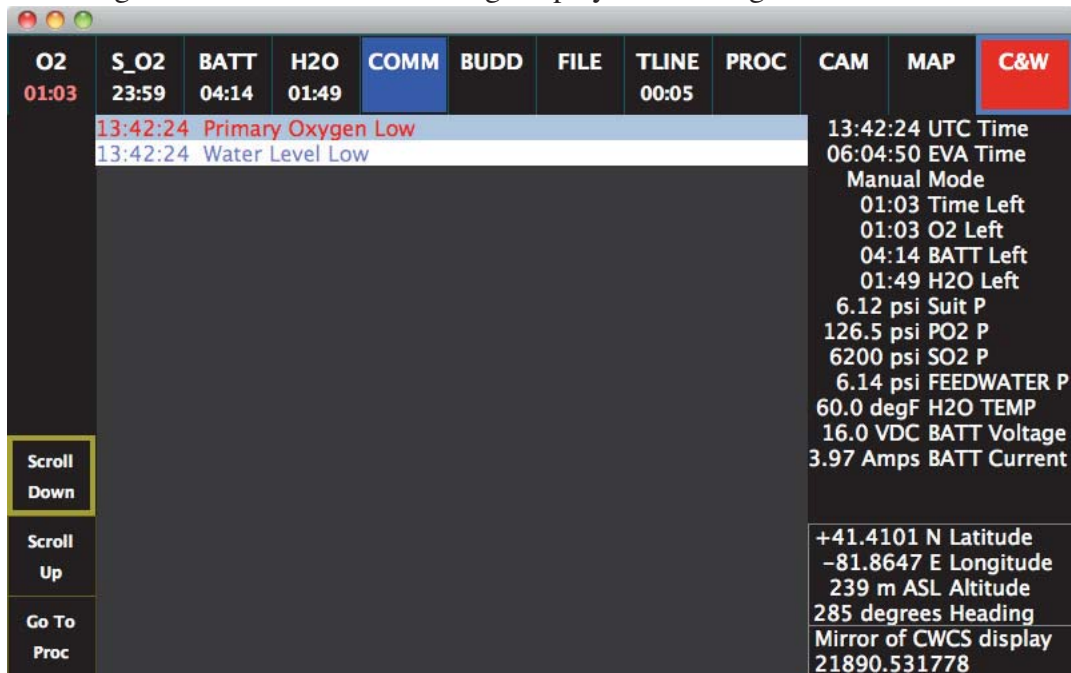 O2 S_O2 BATT H2O COMM BUDD FILE TLINE PROC CAM MAP C&W
01:03 23:59 04:14 01:49 00:05
13:42:24 Primary Oxygen Low
13:42:24 Water Level Low
13:42:24 UTC Time
06:04:50 EVA Time
Manual Mode
01:03 Time Left
01:03 O2 Left
04:14 BATT Left
01:49 H2O Left
6.12 psi Suit P
126.5 psi PO2 P
6200 psi SO2 P
6.14 psi FEEDWATER P
60.0 degF H2O TEMP
16.0 VDC BATT Voltage
3.97 Amps BATT Current
Scroll
Down
Scroll
Up
Go To
Proc
+41.4101 N Latitude
-81.8647 E Longitude
239 m ASL Altitude
285 degrees Heading
Mirror of CWCS display
21890.531778